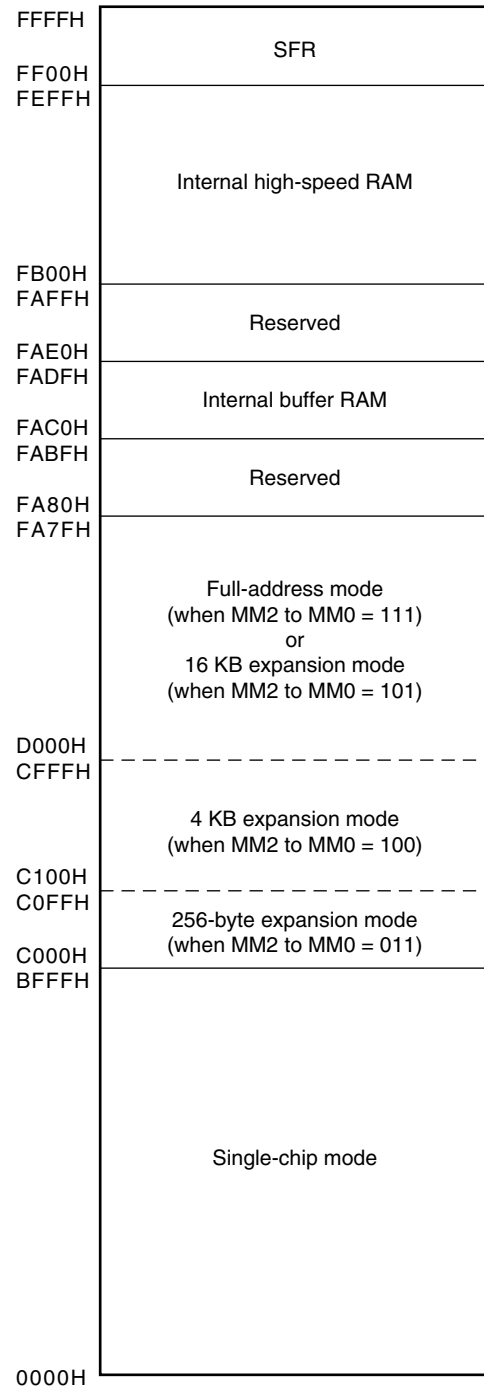 FFFFH
SFR
FF00H
FEFFH
Internal high-speed RAM
FB00H
FAFFH
Reserved
FAE0H
FADFH
Internal buffer RAM
FAC0H
FABFH
Reserved
FA80H
FA7FH
Full-address mode
(when MM2 to MM0 = 111)
or
16 KB expansion mode
(when MM2 to MM0 = 101)
D000H
CFFFH
4 KB expansion mode
(when MM2 to MM0 = 100)
C100H
C0FFH
256-byte expansion mode
(when MM2 to MM0 = 011)
C000H
BFFFH
Single-chip mode
0000H